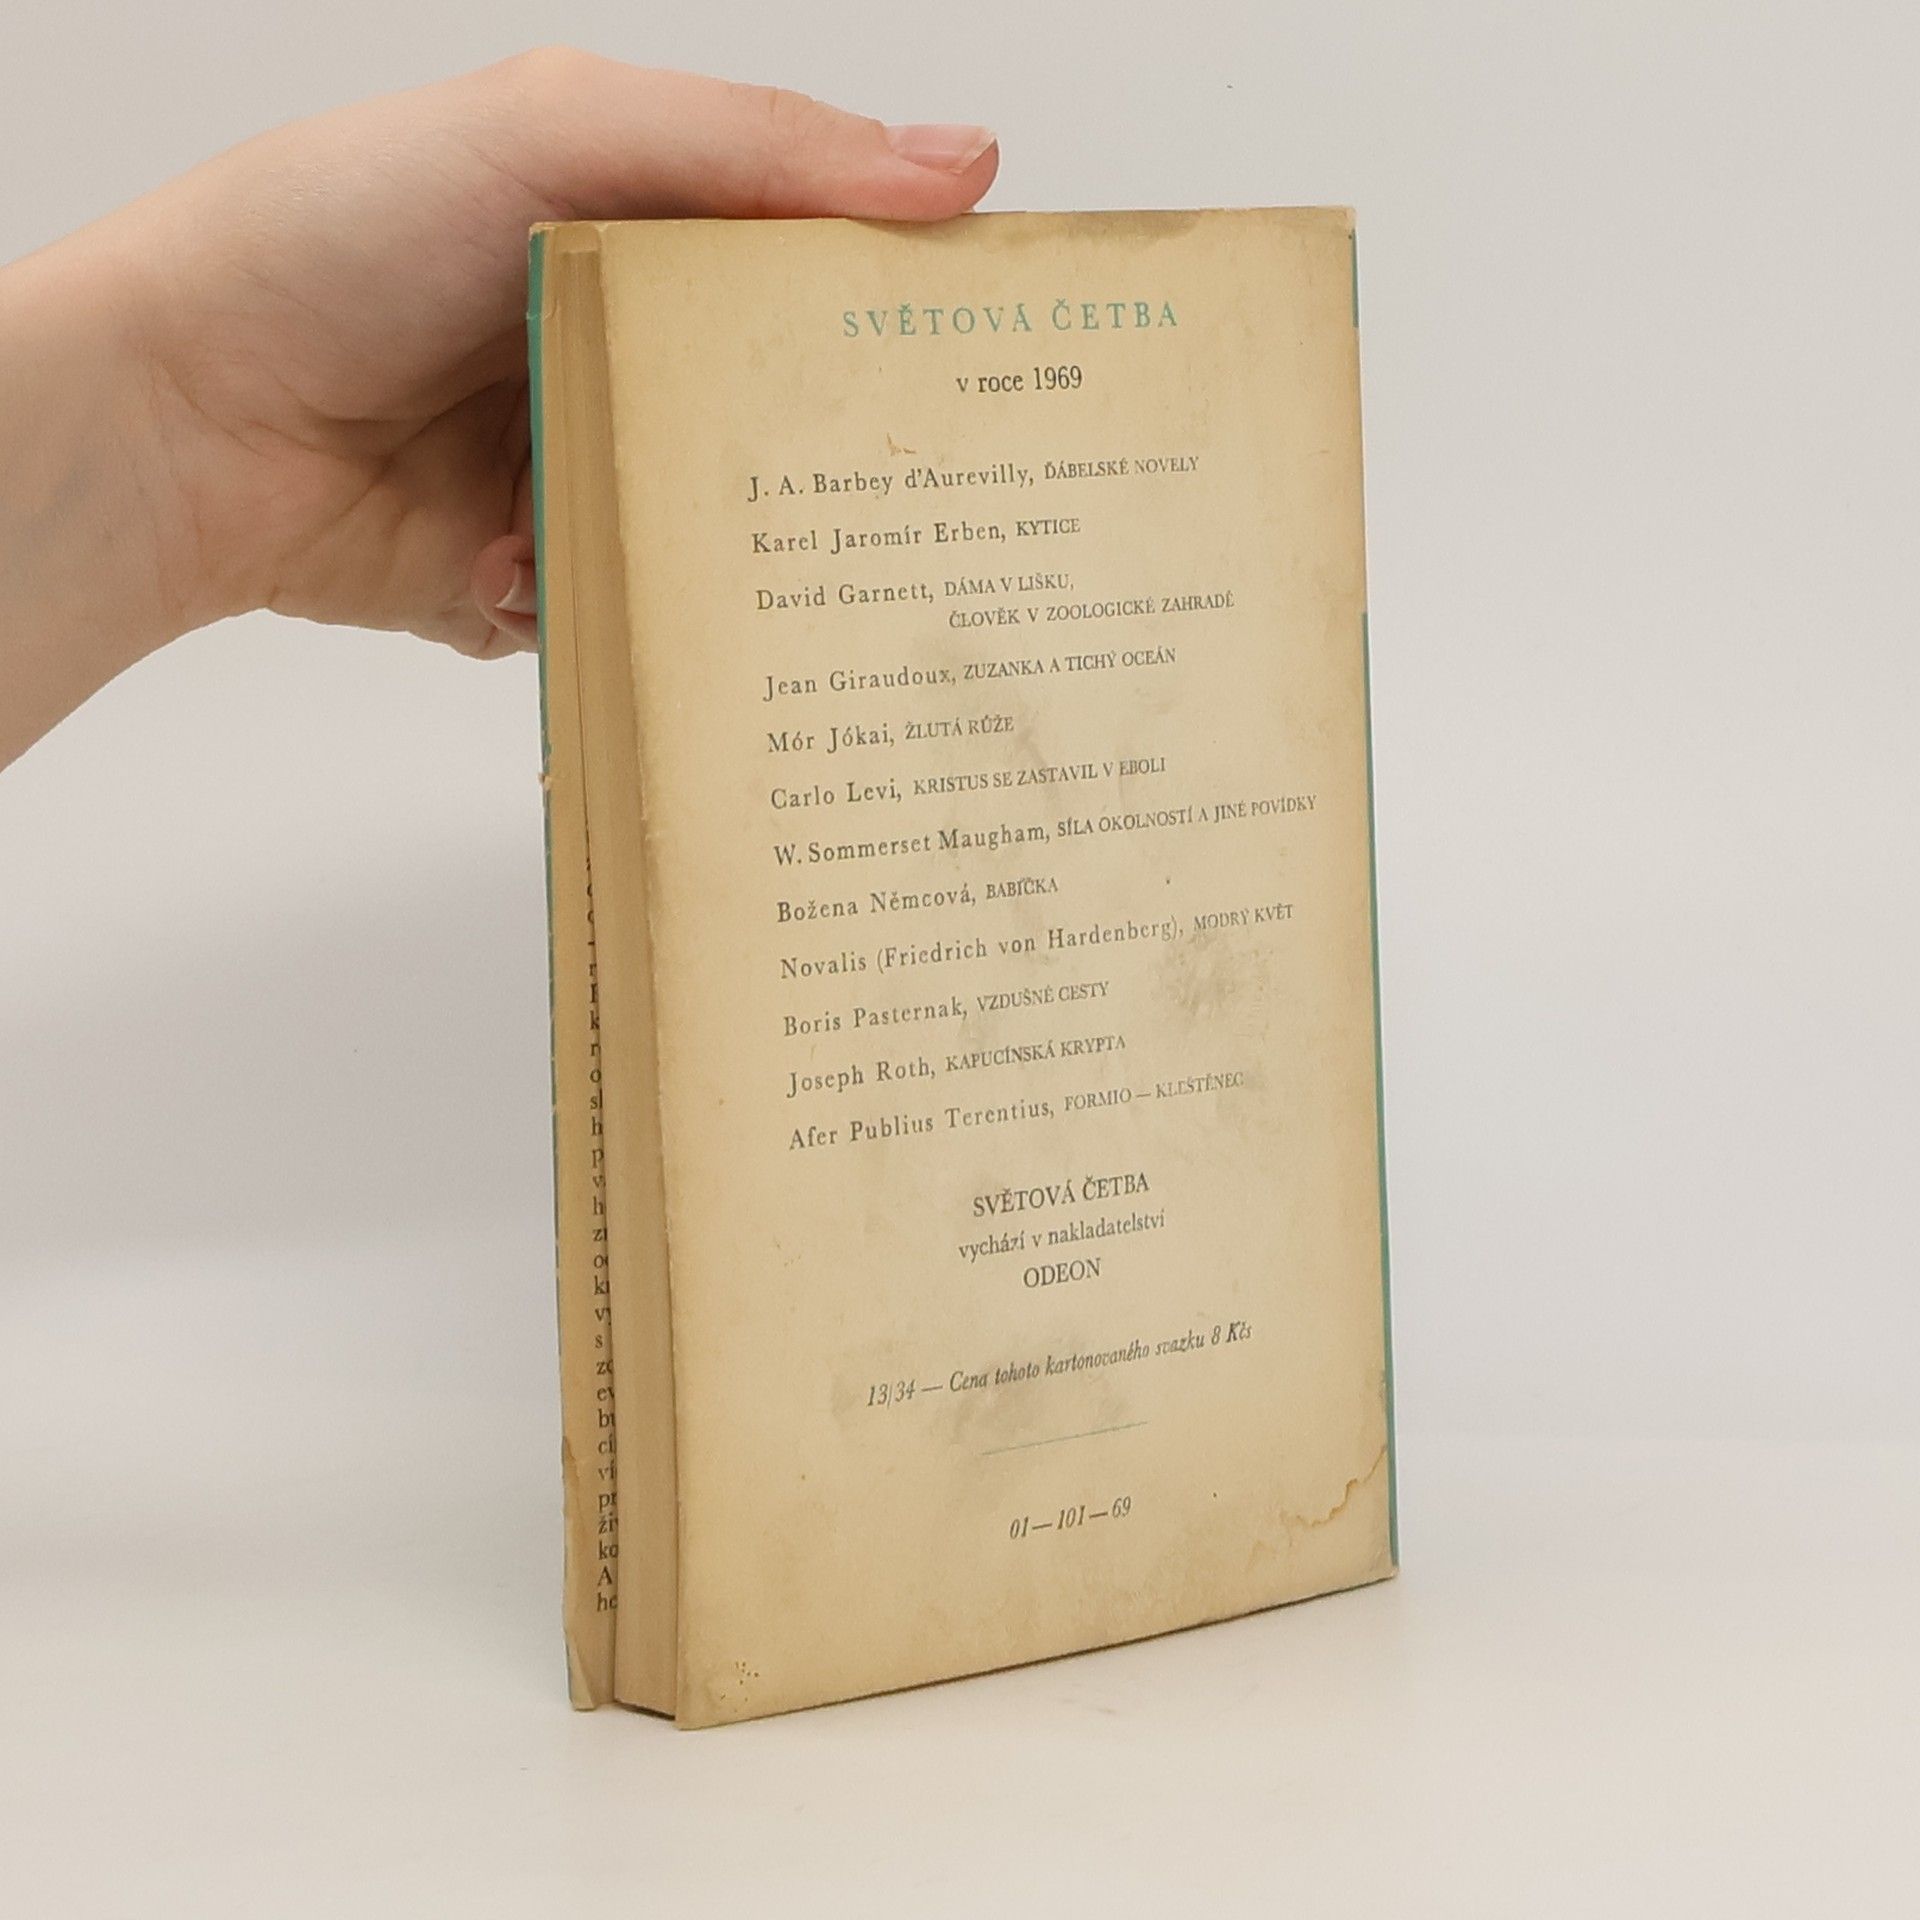 SVĚTOVÁ ČETBA
v roce 1969
J. A. Barbey d'Aurevilly, ĎÁBELSKÉ NOVELY
Karel Jaromír Erben, KYTICE
David Garnett, DÁMA V LIŠKU,
ČLOVĚK V ZOOLOGICKÉ ZAHRADĚ
Jean Giraudoux, ZUZANKA A TICHÝ OCEÁN
Mór Jókai, ŽLUTÁ RŮŽE
Carlo Levi, KRISTUS SE ZASTAVIL V EBOLI
W. Sommerset Maugham, SÍLA OKOLNOSTÍ A JINÉ POVÍDKY
Božena Němcová, BABIČKA
Novalis (Friedrich von Hardenberg), MODRÝ KVĚT
Boris Pasternak, VZDUŠNÉ CESTY
Joseph Roth, KAPUCÍNSKÁ KRYPTA
Afer Publius Terentius, FORMIO — KLEŠTĚNEC
SVĚTOVÁ ČETBA
vychází v nakladatelství
ODEON
13/34 — Cena tohoto kartonovaného svazku 8 Kčs
01—101—69